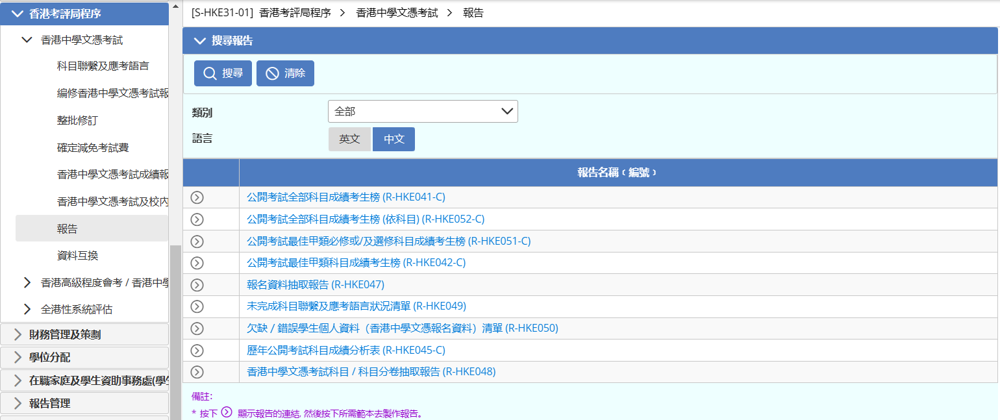 香港考評局程序
香港中學文憑考試
科目聯繫及應考語言
編修香港中學文憑考試報
整批修訂
確定減免考試費
香港中學文憑考試成績報
香港中學文憑考試及校內
報告
資料互換
香港高級程度會考 / 香港中學
全港性系統評估
財務管理及策劃
學位分配
在職家庭及學生資助事務處(學生
報告管理
[S-HKE31-01] 香港考評局程序 > 香港中學文憑考試 > 報告
搜尋報告
搜尋 清除
類別 全部
語言 英文 中文
報告名稱﹙編號﹚
公開考試全部科目成績考生榜 (R-HKE041-C)
公開考試全部科目成績考生榜 (依科目) (R-HKE052-C)
公開考試最佳甲類必修或/及選修科目成績考生榜 (R-HKE051-C)
公開考試最佳甲類科目成績考生榜 (R-HKE042-C)
報名資料抽取報告 (R-HKE047)
未完成科目聯繫及應考語言狀況清單 (R-HKE049)
欠缺 / 錯誤學生個人資料（香港中學文憑報名資料）清單 (R-HKE050)
歷年公開考試科目成績分析表 (R-HKE045-C)
香港中學文憑考試科目 / 科目分卷抽取報告 (R-HKE048)
備註:
* 按下 顯示報告的連結, 然後按下所需範本去製作報告。